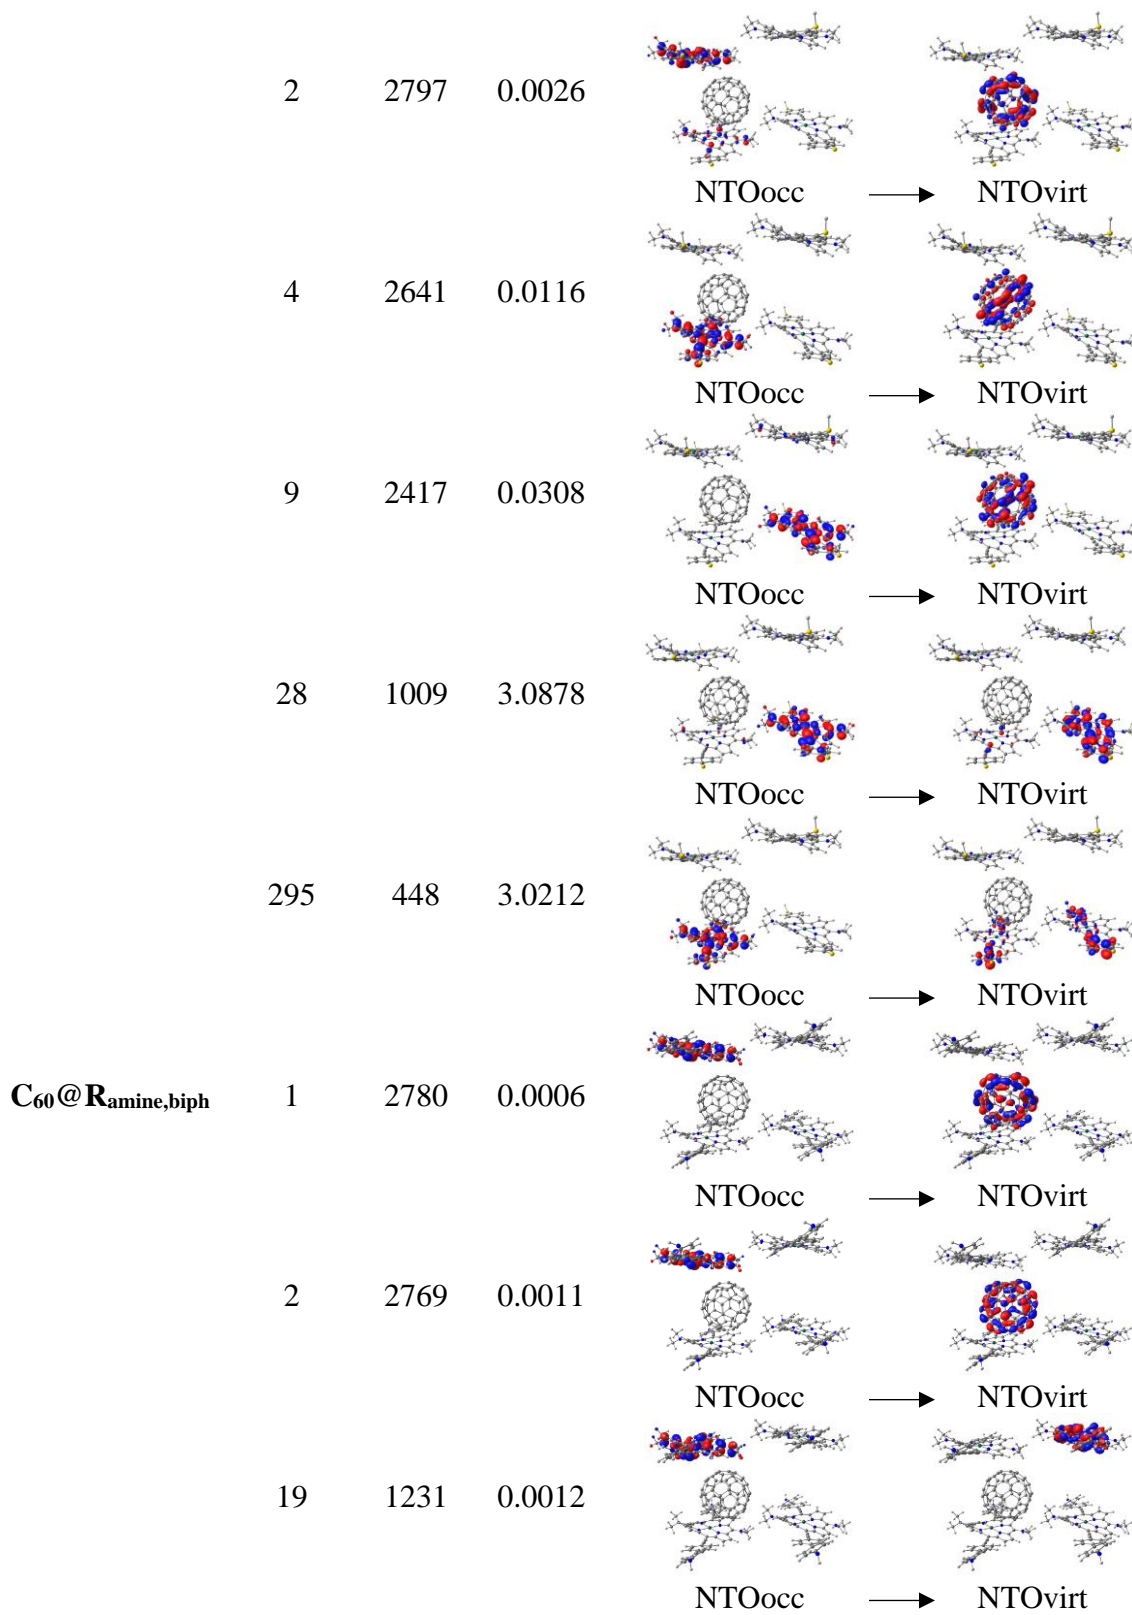 2 2797 0.0026
NTOocc NTOvirt
4 2641 0.0116
NTOocc NTOvirt
9 2417 0.0308
NTOocc NTOvirt
28 1009 3.0878
NTOocc NTOvirt
295 448 3.0212
NTOocc NTOvirt
C60@Ramine,biph 1 2780 0.0006
NTOocc NTOvirt
2 2769 0.0011
NTOocc NTOvirt
19 1231 0.0012
NTOocc NTOvirt